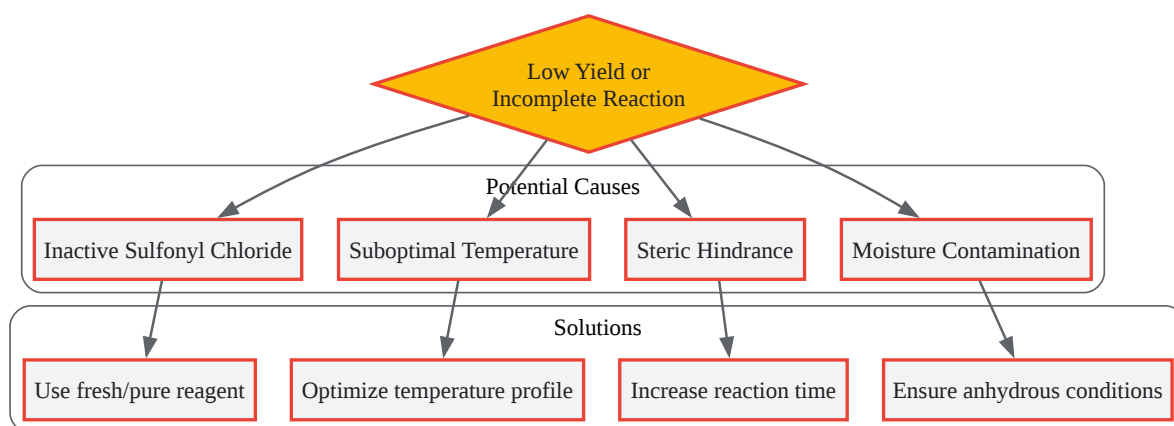 Low Yield or
Incomplete Reaction
Potential Causes
Inactive Sulfonyl Chloride
Suboptimal Temperature
Steric Hindrance
Moisture Contamination
Solutions
Use fresh/pure reagent
Optimize temperature profile
Increase reaction time
Ensure anhydrous conditions